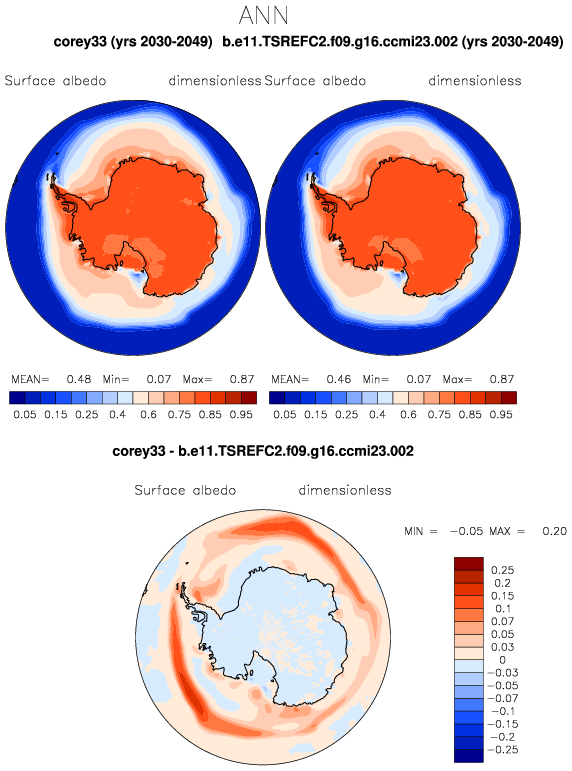 ANN
corey33 (yrs 2030-2049) b.e11.TSREFC2.f09.g16.ccmi23.002 (yrs 2030-2049)
Surface albedo dimensionless Surface albedo dimensionless
MEAN= 0.48 Min= 0.07 Max= 0.87 MEAN= 0.46 Min= 0.07 Max= 0.87
0.05 0.15 0.25 0.4 0.6 0.75 0.85 0.95 0.05 0.15 0.25 0.4 0.6 0.75 0.85 0.95
corey33 - b.e11.TSREFC2.f09.g16.ccmi23.002
Surface albedo dimensionless
MIN = -0.05 MAX = 0.20
0.25
0.2
0.15
0.1
0.07
0.05
0.03
0
-0.03
-0.05
-0.07
-0.1
-0.15
-0.2
-0.25